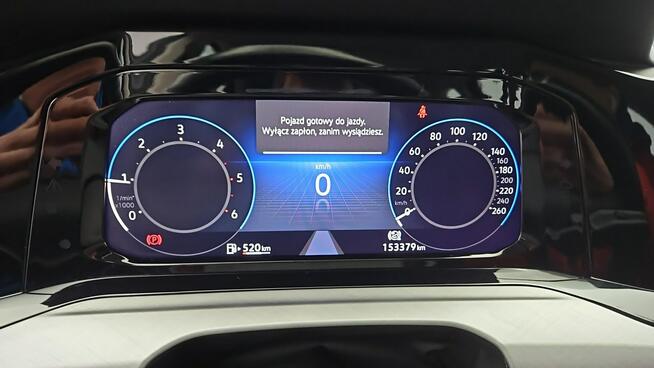 Pojazd gotowy do jazdy.
Wyłącz zapłon, zanim wysiądziesz.
km/h
0
0
1
2
3
4
5
6
1/min
x1000
0
20
40
60
80
100
120
140
160
180
200
220
260
km/h
P
520 km
153379 km